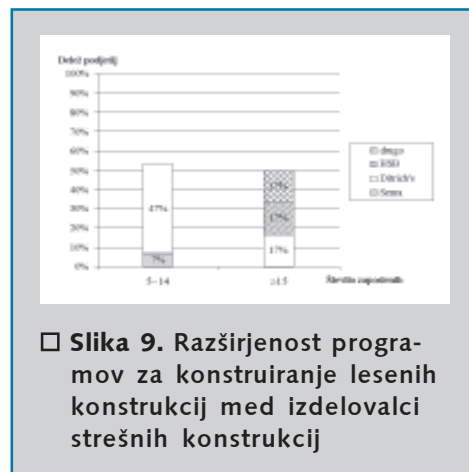 Delež podjetij
100%
90%
80%
70%
60%
50%
40%
30%
20%
10%
0%
47%
7%
17%
17%
17%
5–14
≥15
Število zaposlenih
drugo
Dietrich's
Sema
□ Slika 9. Razširjenost progra-
mov za konstruiranje lesenih
konstrukcij med izdelovalci
strešnih konstrukcij